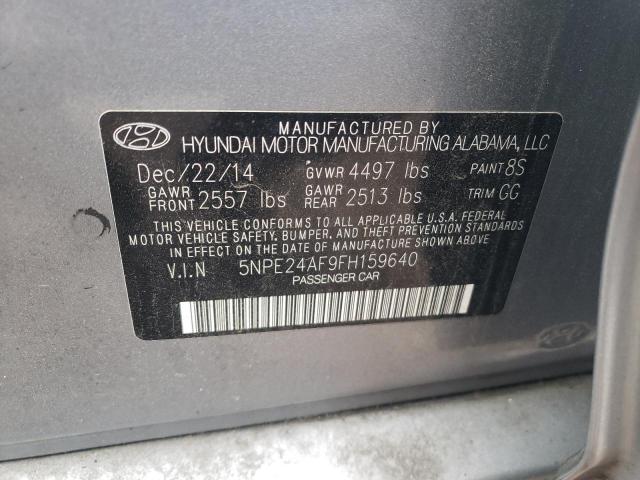 MANUFACTURED BY
HYUNDAI MOTOR MANUFACTURING ALABAMA, LLC
Dec/22/14 GVWR 4497 lbs PAINT 8S
GAWR FRONT 2557 lbs GAWR REAR 2513 lbs TRIM GG
THIS VEHICLE CONFORMS TO ALL APPLICABLE U.S.A. FEDERAL
MOTOR VEHICLE SAFETY, BUMPER, AND THEFT PREVENTION STANDARDS
IN EFFECT ON THE DATE OF MANUFACTURE SHOWN ABOVE.
V.I.N 5NPE24AF9FH159640
PASSENGER CAR